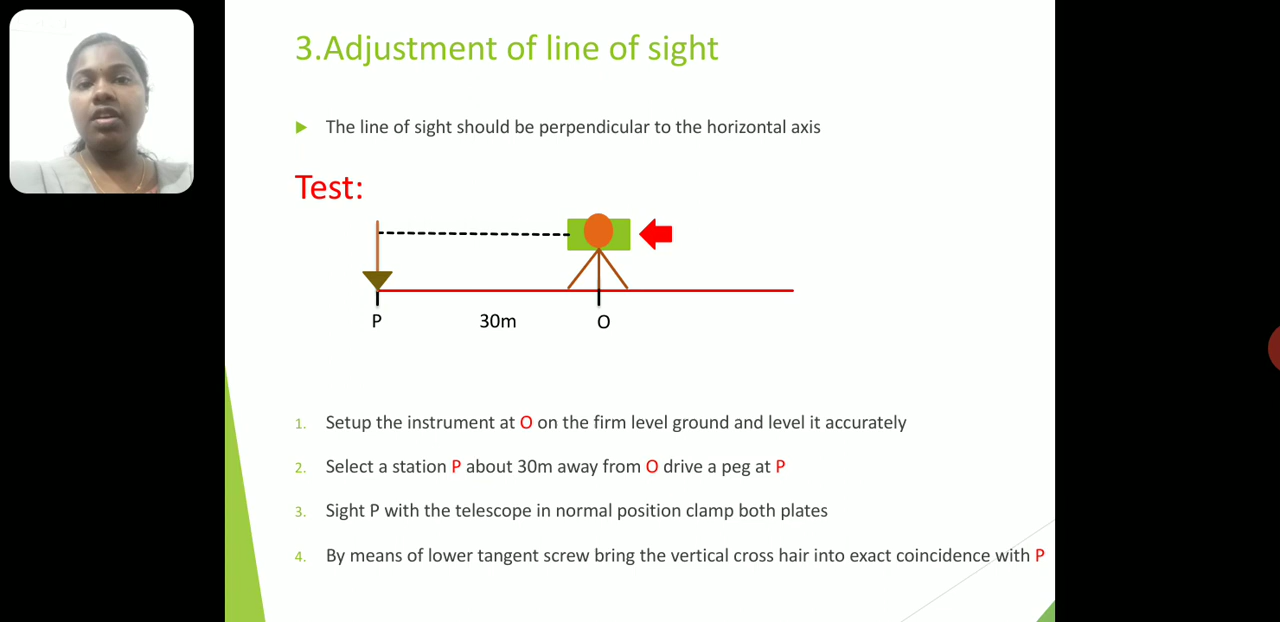 3.Adjustment of line of sight
The line of sight should be perpendicular to the horizontal axis
Test:
P 30m O
1. Setup the instrument at O on the firm level ground and level it accurately
2. Select a station P about 30m away from O drive a peg at P
3. Sight P with the telescope in normal position clamp both plates
4. By means of lower tangent screw bring the vertical cross hair into exact coincidence with P